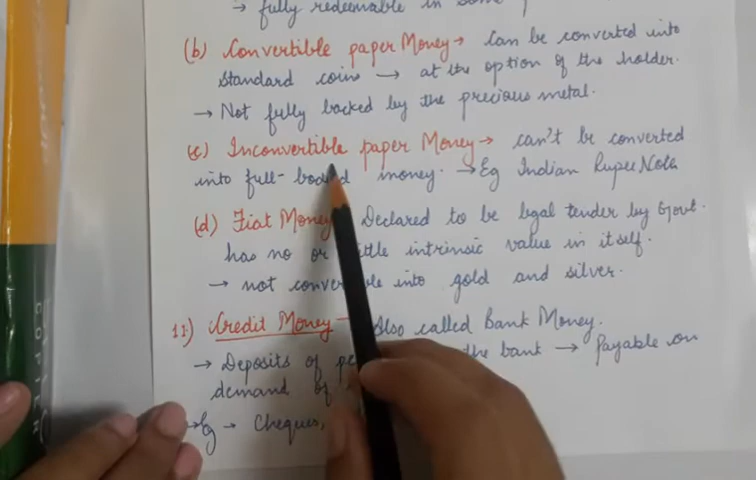 → fully redeemable in some
(b) Convertible paper Money → can be converted into
standard coins → at the option of the holder.
→ Not fully backed by the precious metal.
(c) Inconvertible paper Money → can't be converted
into full-bodied money. → Eg Indian Rupee Note
(d) Fiat Money Declared to be legal tender by Govt.
has no or little intrinsic value in itself.
→ not convertible into gold and silver.
11) Credit Money - Also called Bank Money.
→ Deposits of the bank → Payable on
demand of
→ Eg → Cheques,
COPIER